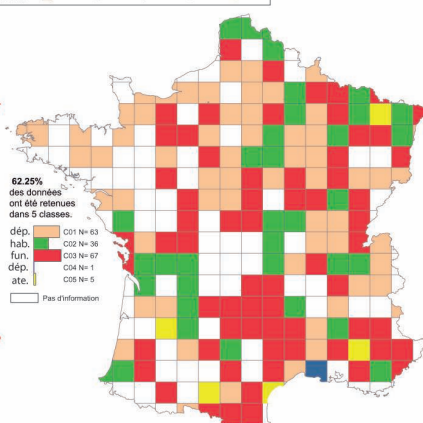 62.25%
des données
ont été retenues
dans 5 classes.
dép. C01 N= 63
hab. C02 N= 36
fun. C03 N= 67
dép. C04 N= 1
ate. C05 N= 5
Pas d'information